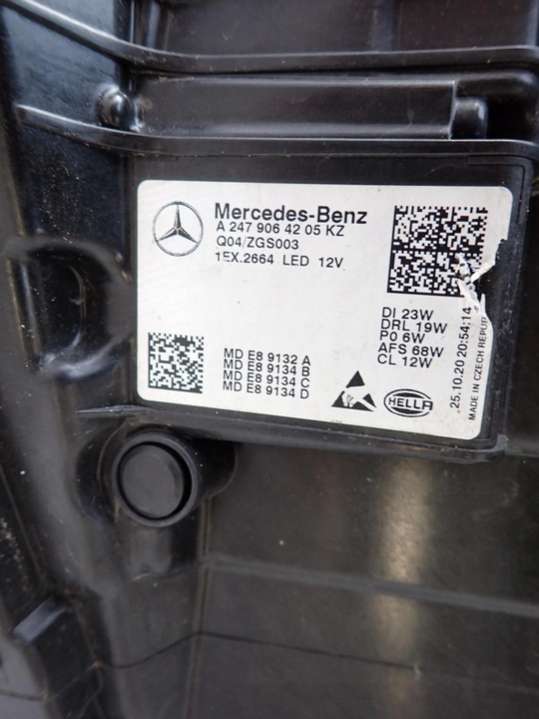 Mercedes-Benz
A 247 906 42 05 KZ
Q04/ZGS003
1EX.2664 LED 12V
DI 23W
DRL 19W
PO 6W
AFS 68W
CL 12W
25.10.20 20:54:14
MADE IN CZECH REPUB
MD E8 9132 A
MD E8 9134 B
MD E8 9134 C
MD E8 9134 D
HELLA